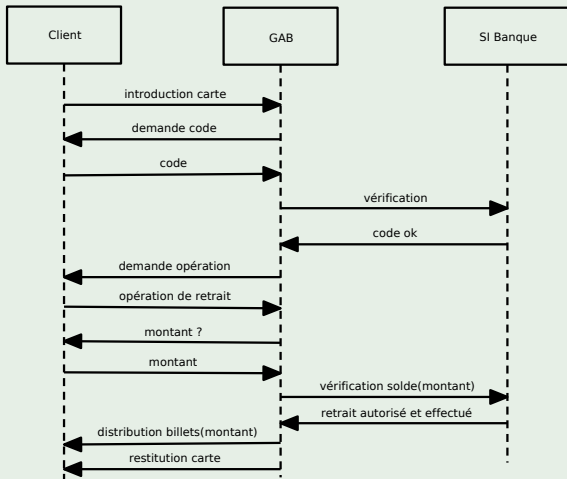 Client
GAB
SI Banque
introduction carte
demande code
code
vérification
code ok
demande opération
opération de retrait
montant ?
montant
vérification solde(montant)
retrait autorisé et effectué
distribution billets(montant)
restitution carte